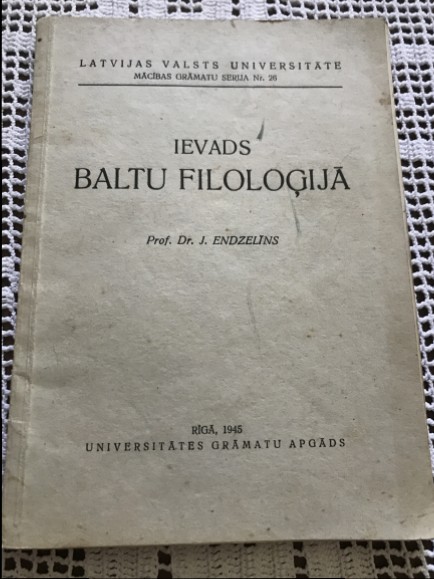 LATVIJAS VALSTS UNIVERSITĀTE
MĀCĪBAS GRĀMATU SERIJA Nr. 26
IEVADS
BALTU FILOLOĢIJĀ
Prof. Dr. J. ENDZELĪNS
RĪGĀ, 1945
UNIVERSITĀTES GRĀMATU APGĀDS